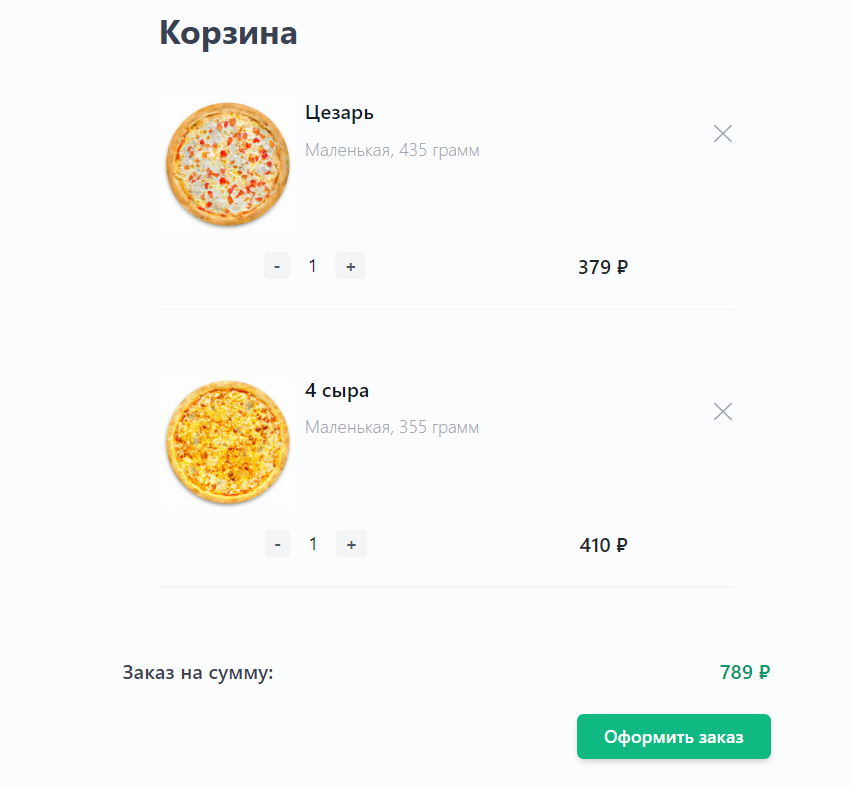 Корзина
Цезарь
Маленькая, 435 грамм
- 1 +
379 ₽
4 сыра
Маленькая, 355 грамм
- 1 +
410 ₽
Заказ на сумму:
789 ₽
Оформить заказ